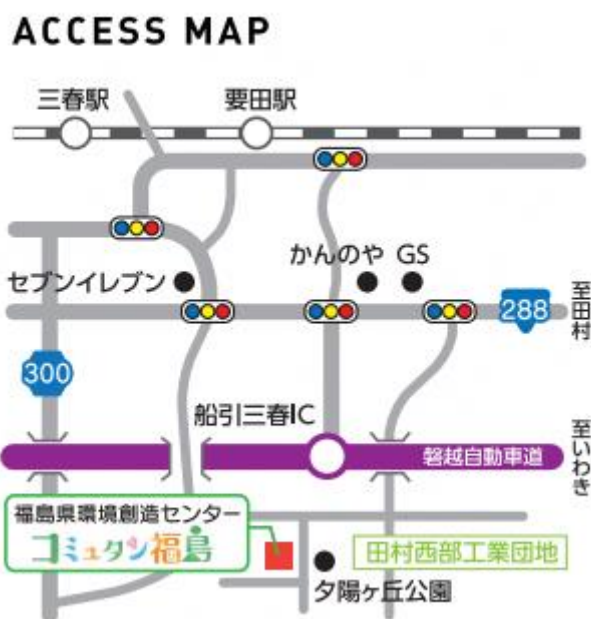 ACCESS MAP
三春駅
要田駅
かんのや
GS
セブンイレブン
288
至田村
300
船引三春IC
磐越自動車道
至いわき
福島県環境創造センター
コミュタン福島
田村西部工業団地
夕陽ヶ丘公園